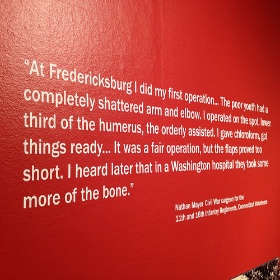 “At Fredericksburg I did my first operation... The poor youth had a
completely shattered arm and elbow. I operated on the spot, lower
third of the humerus, the orderly assisted. I gave chloroform, got
things ready... It was a fair operation, but the flaps proved too
short. I heard later that in a Washington hospital they took some
more of the bone.”
Nathan Mayer Civil War surgeon for the
11th and 16th Infantry Regiments, Connecticut Volunteers